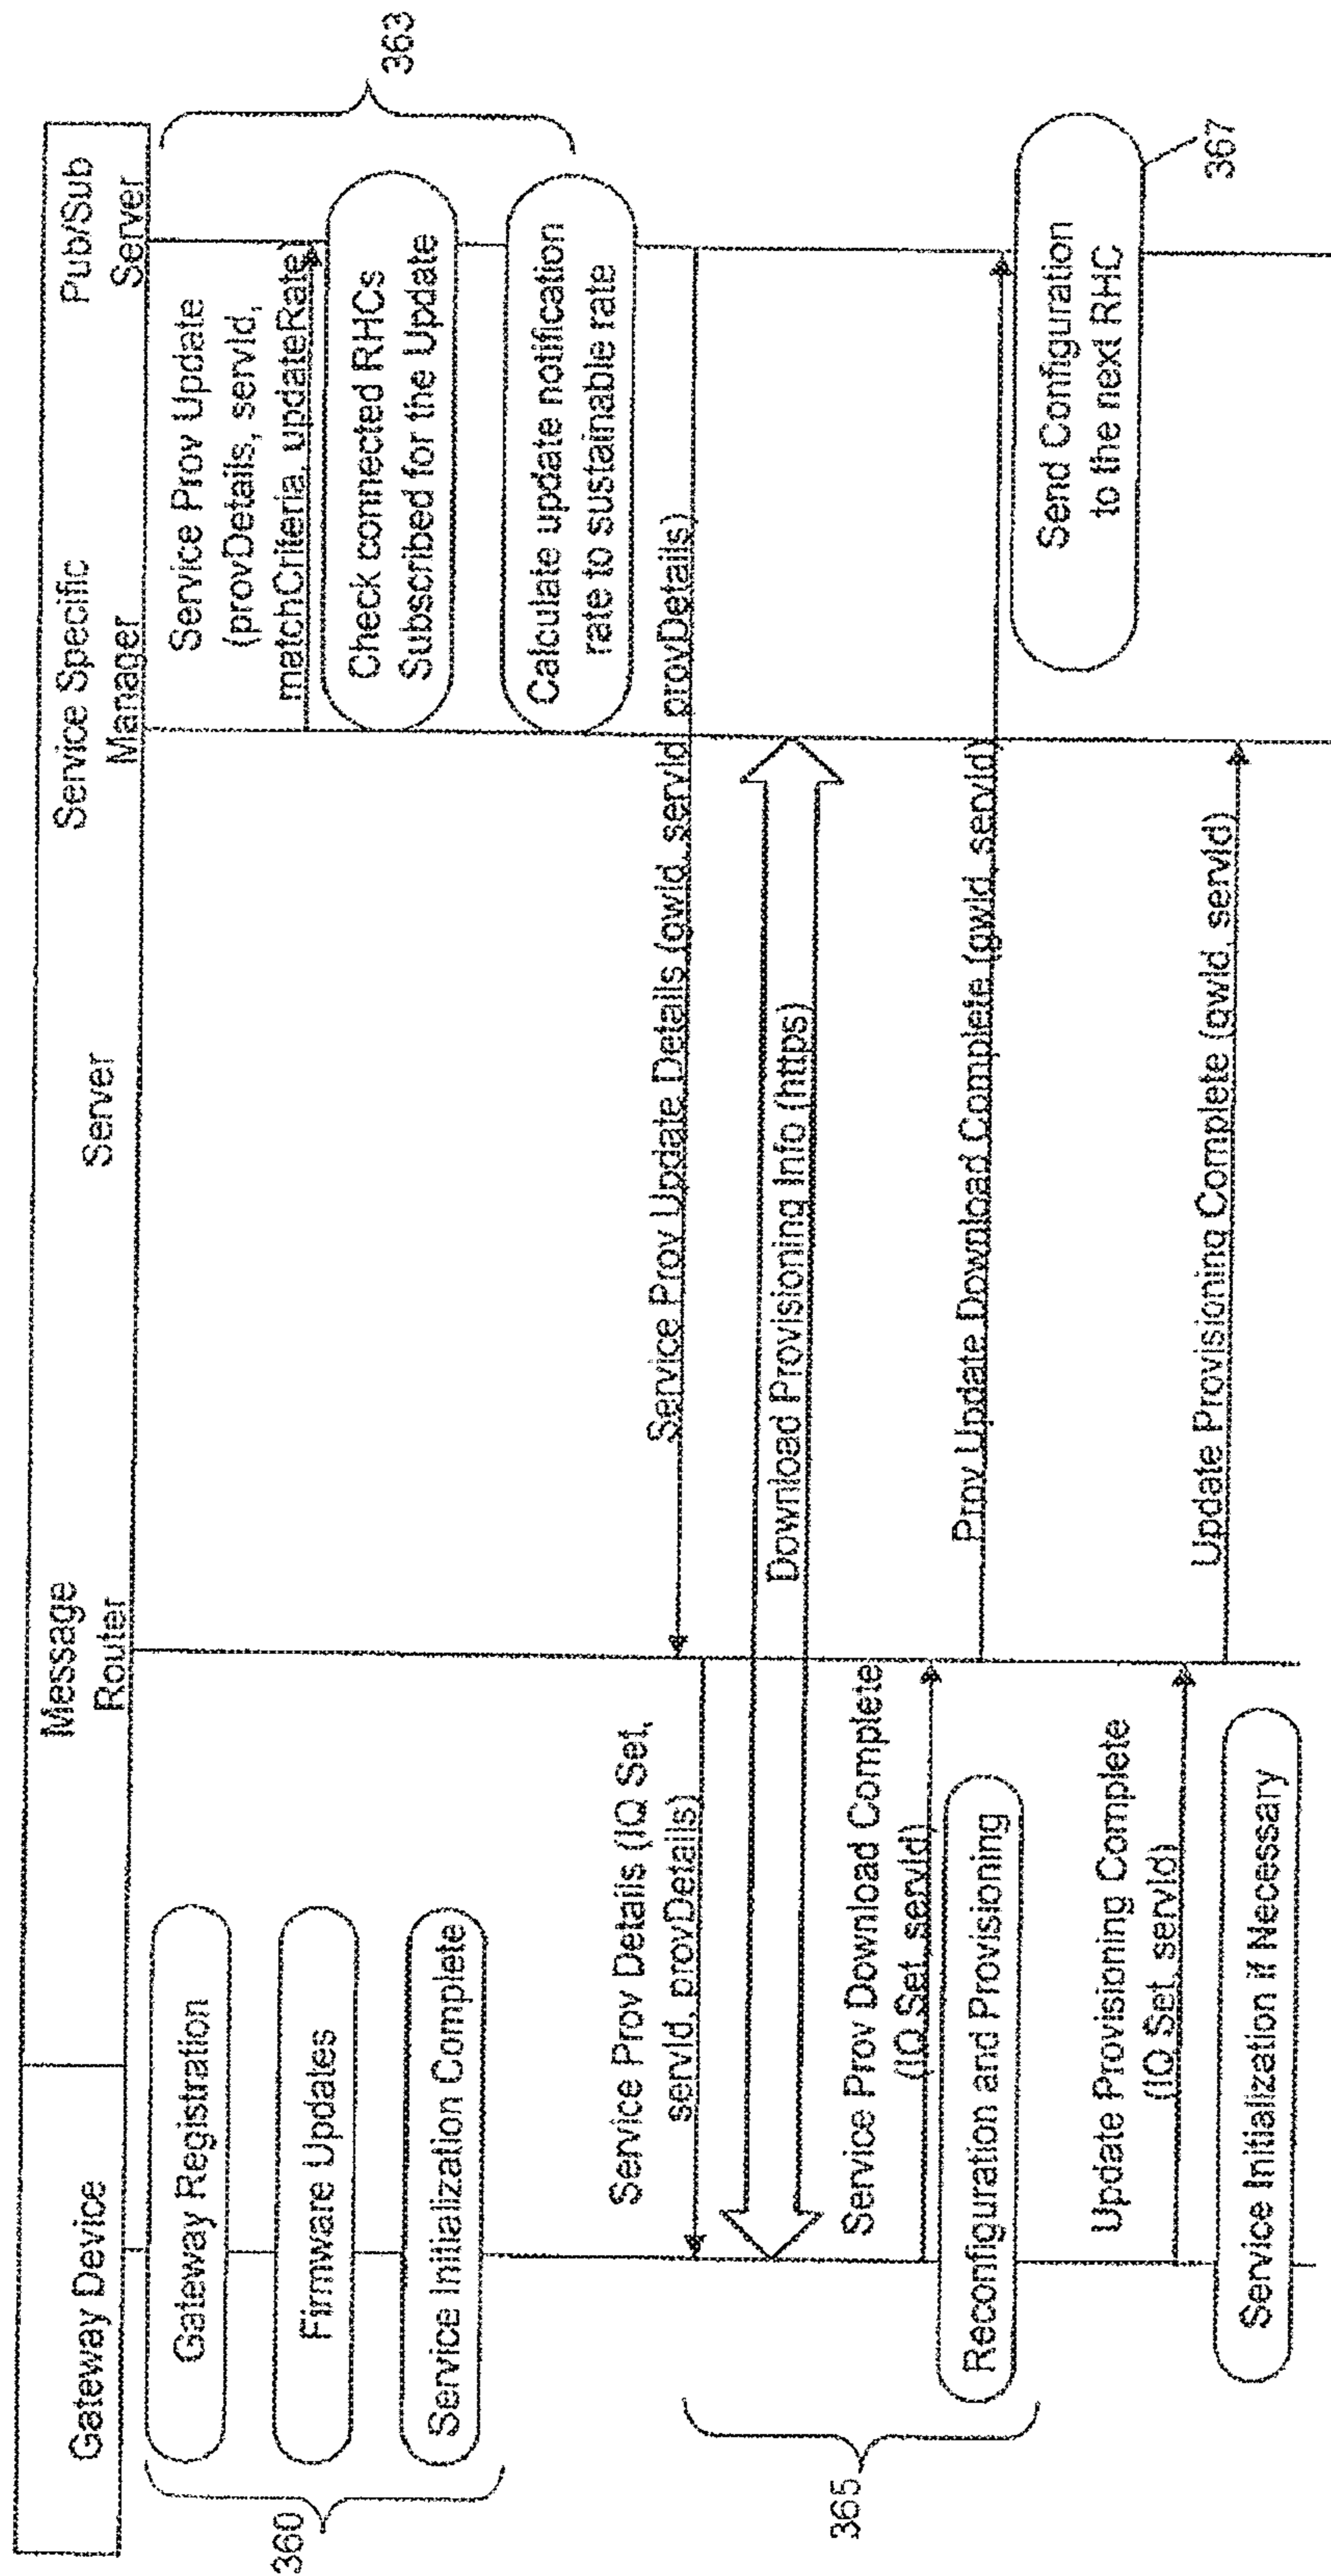 Gateway Device
Message
Router
Server
Service Specific
Manager
Pub/Sub
Server
Gateway Registration
Firmware Updates
Service Initialization Complete
360
Service Prov Update
(provDetails, servId,
matchCriteria, updateRate)
Check connected RHCs
Subscribed for the Update
Calculate update notification
rate to sustainable rate
363
Service Prov Update Details (gwId, servId, provDetails)
Service Prov Details (IQ Set,
servId, provDetails)
Download Provisioning Info (https)
Service Prov Download Complete
(IQ Set, servId)
Prov Update Download Complete (gwId, servId)
Reconfiguration and Provisioning
365
Send Configuration
to the next RHC
367
Update Provisioning Complete
(IQ Set, servId)
Update Provisioning Complete (gwId, servId)
Service Initialization if Necessary